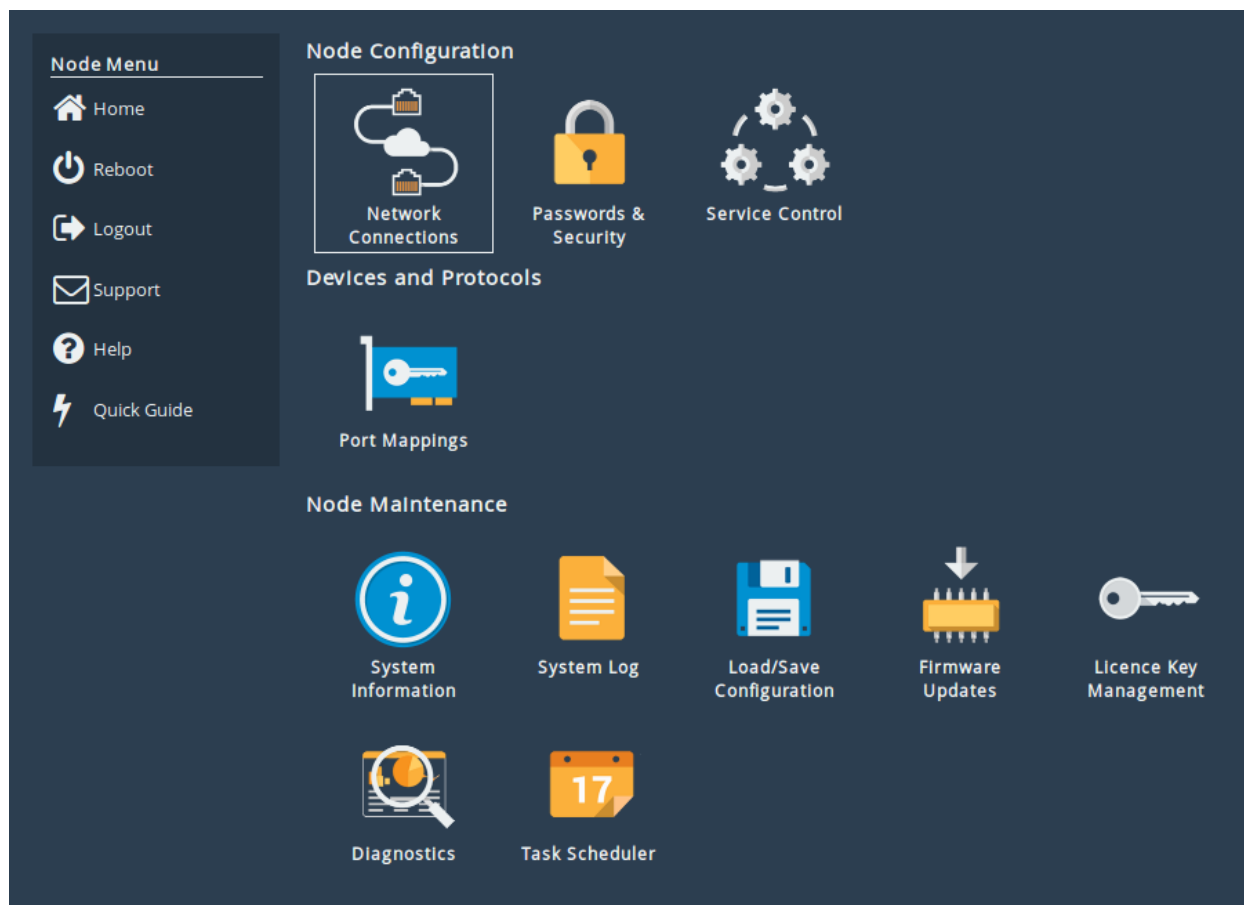 Node Menu
Home
Reboot
Logout
Support
Help
Quick Guide
Node Configuration
Network
Connections
Passwords &
Security
Service Control
Devices and Protocols
Port Mappings
Node Maintenance
System
Information
System Log
Load/Save
Configuration
Firmware
Updates
Licence Key
Management
Diagnostics
17
Task Scheduler